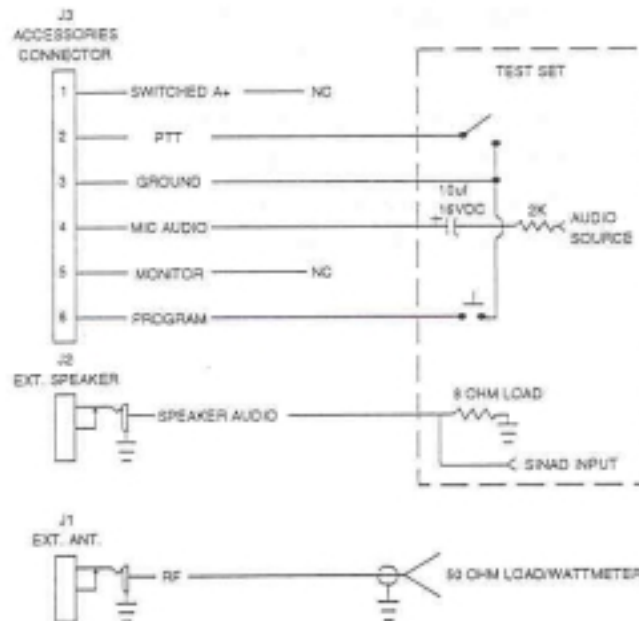 J3
ACCESSORIES
CONNECTOR
TEST SET
1 SWITCHED A+ NC
2 PTT
3 GROUND
10uf
16VDC
2K
4 MIC AUDIO
AUDIO
SOURCE
5 MONITOR NC
6 PROGRAM
J2
EXT. SPEAKER
8 OHM LOAD
SPEAKER AUDIO
SINAD INPUT
J1
EXT. ANT.
RF
50 OHM LOAD/WATTMETER